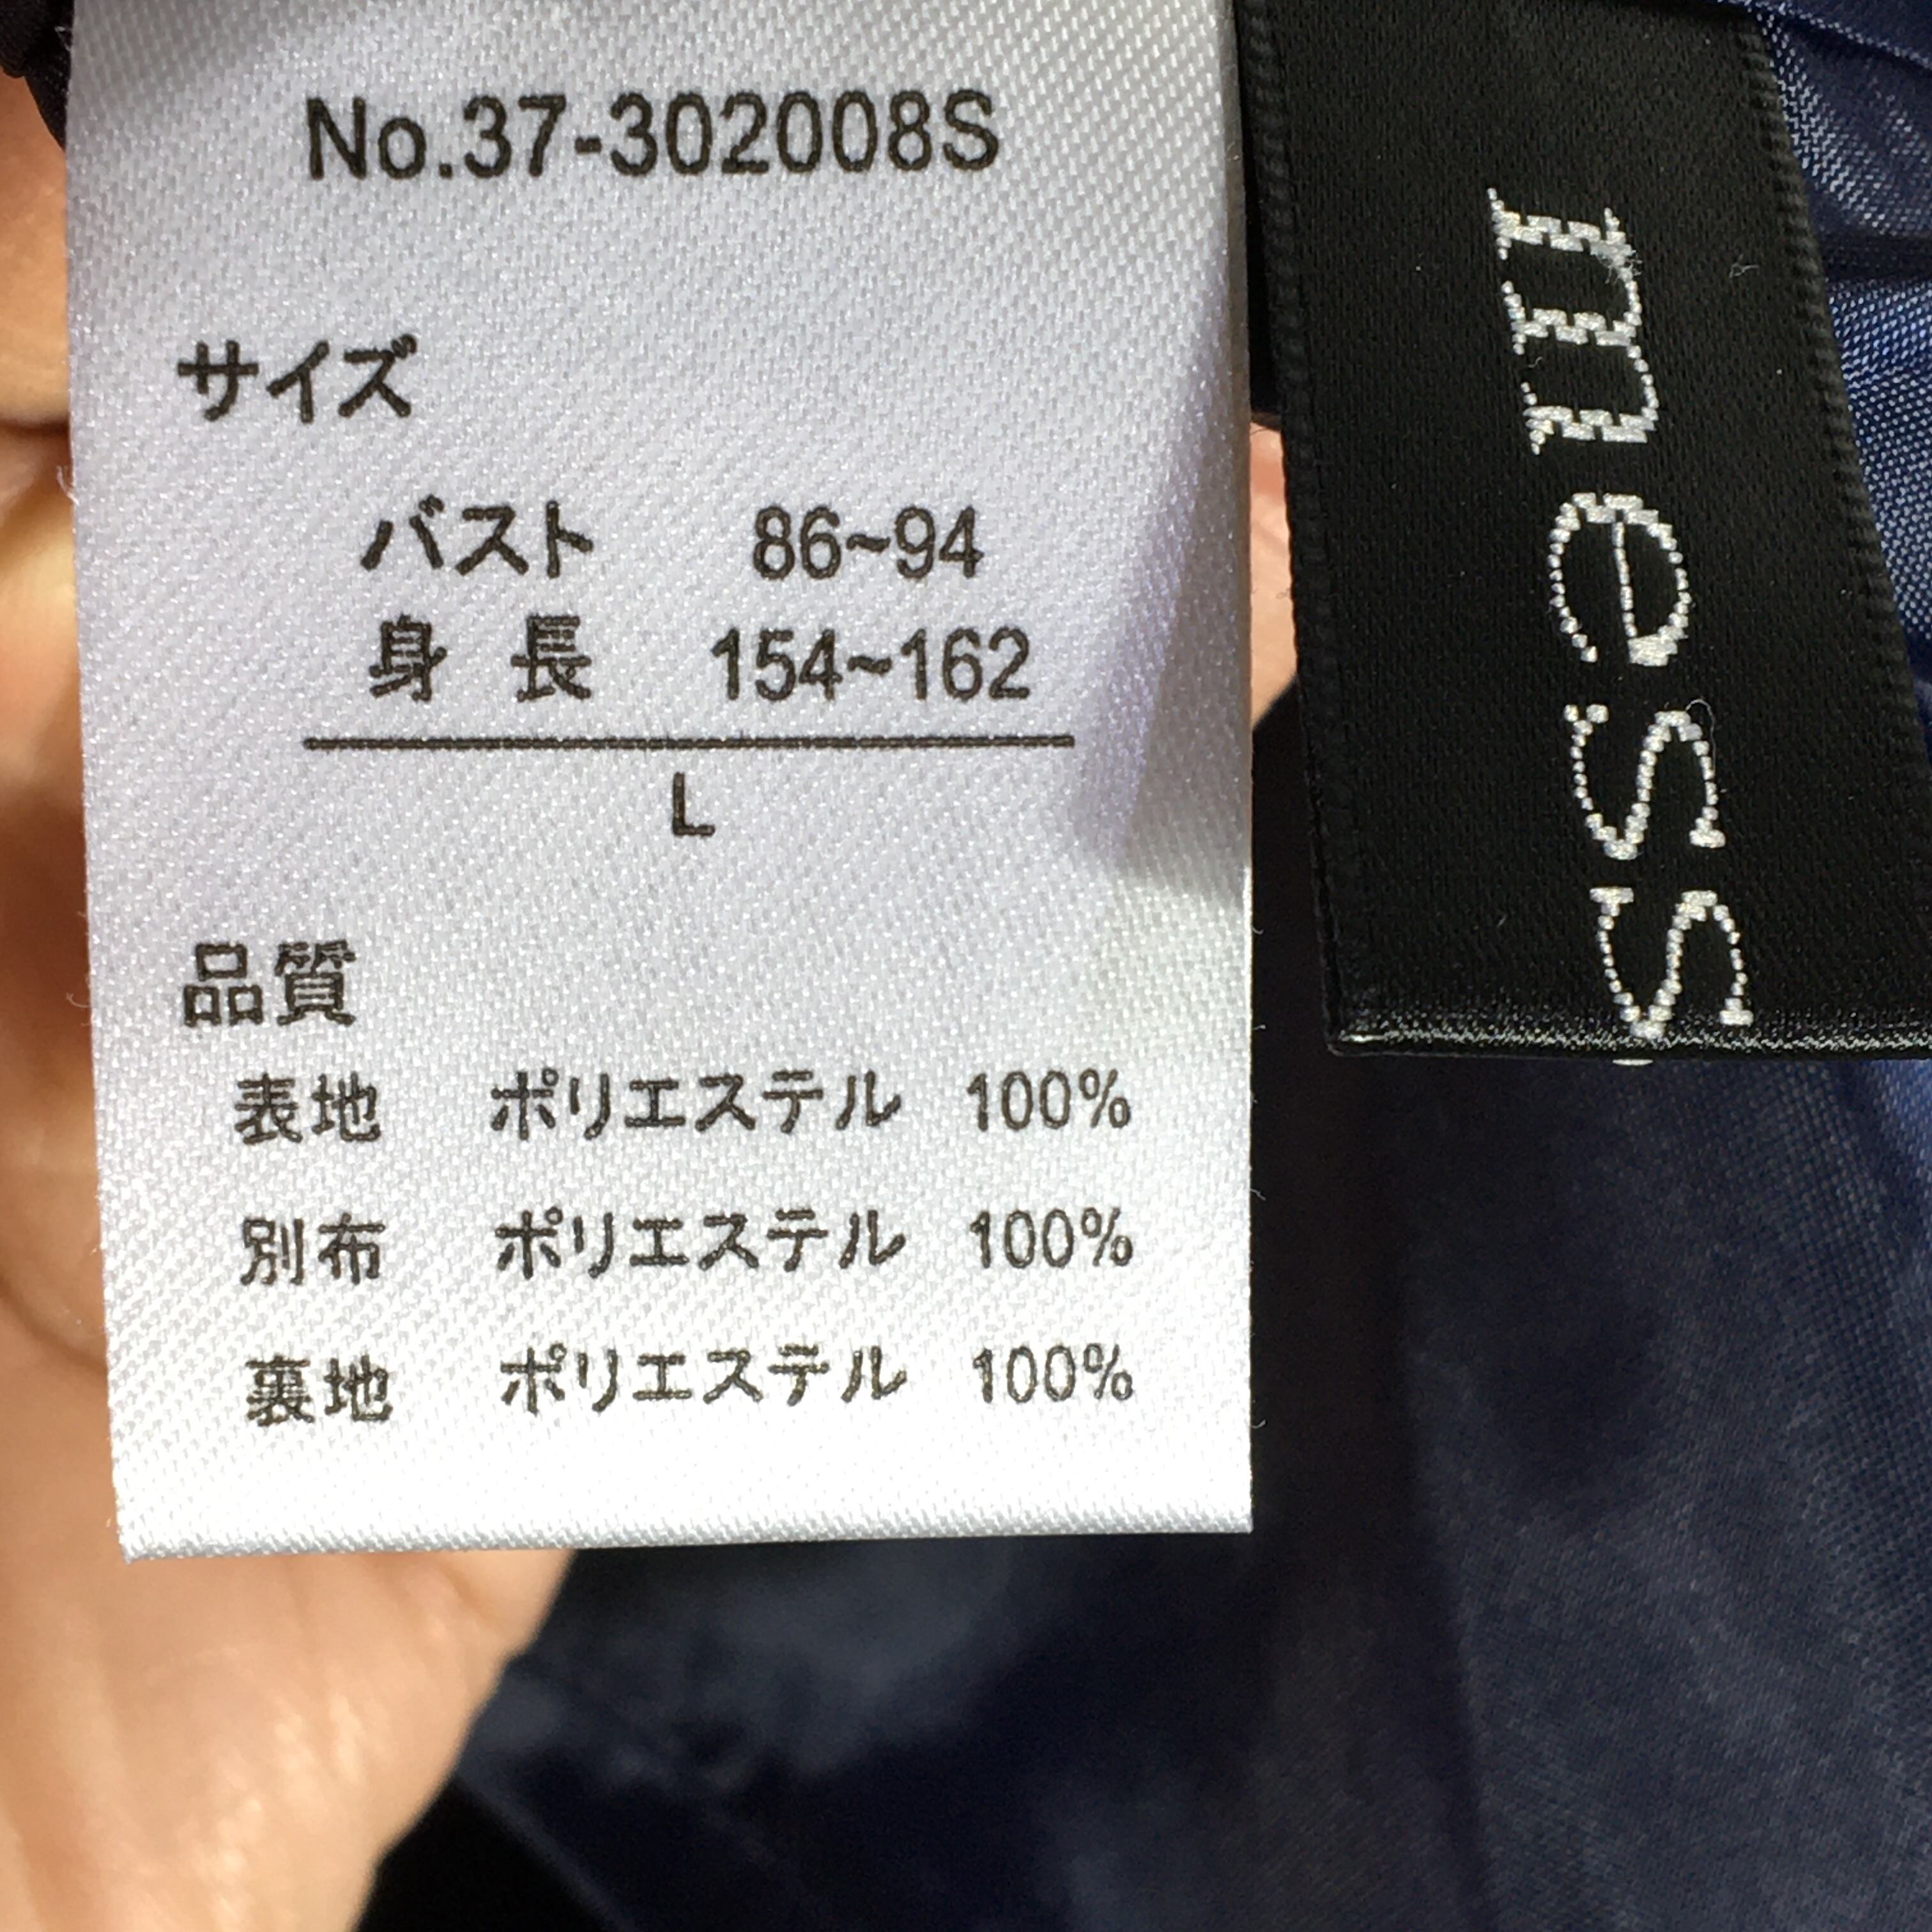 No.37-302008S
サイズ
バスト 86~94
身長 154~162
L
品質
表地 ポリエステル 100%
別布 ポリエステル 100%
裏地 ポリエステル 100%
ness